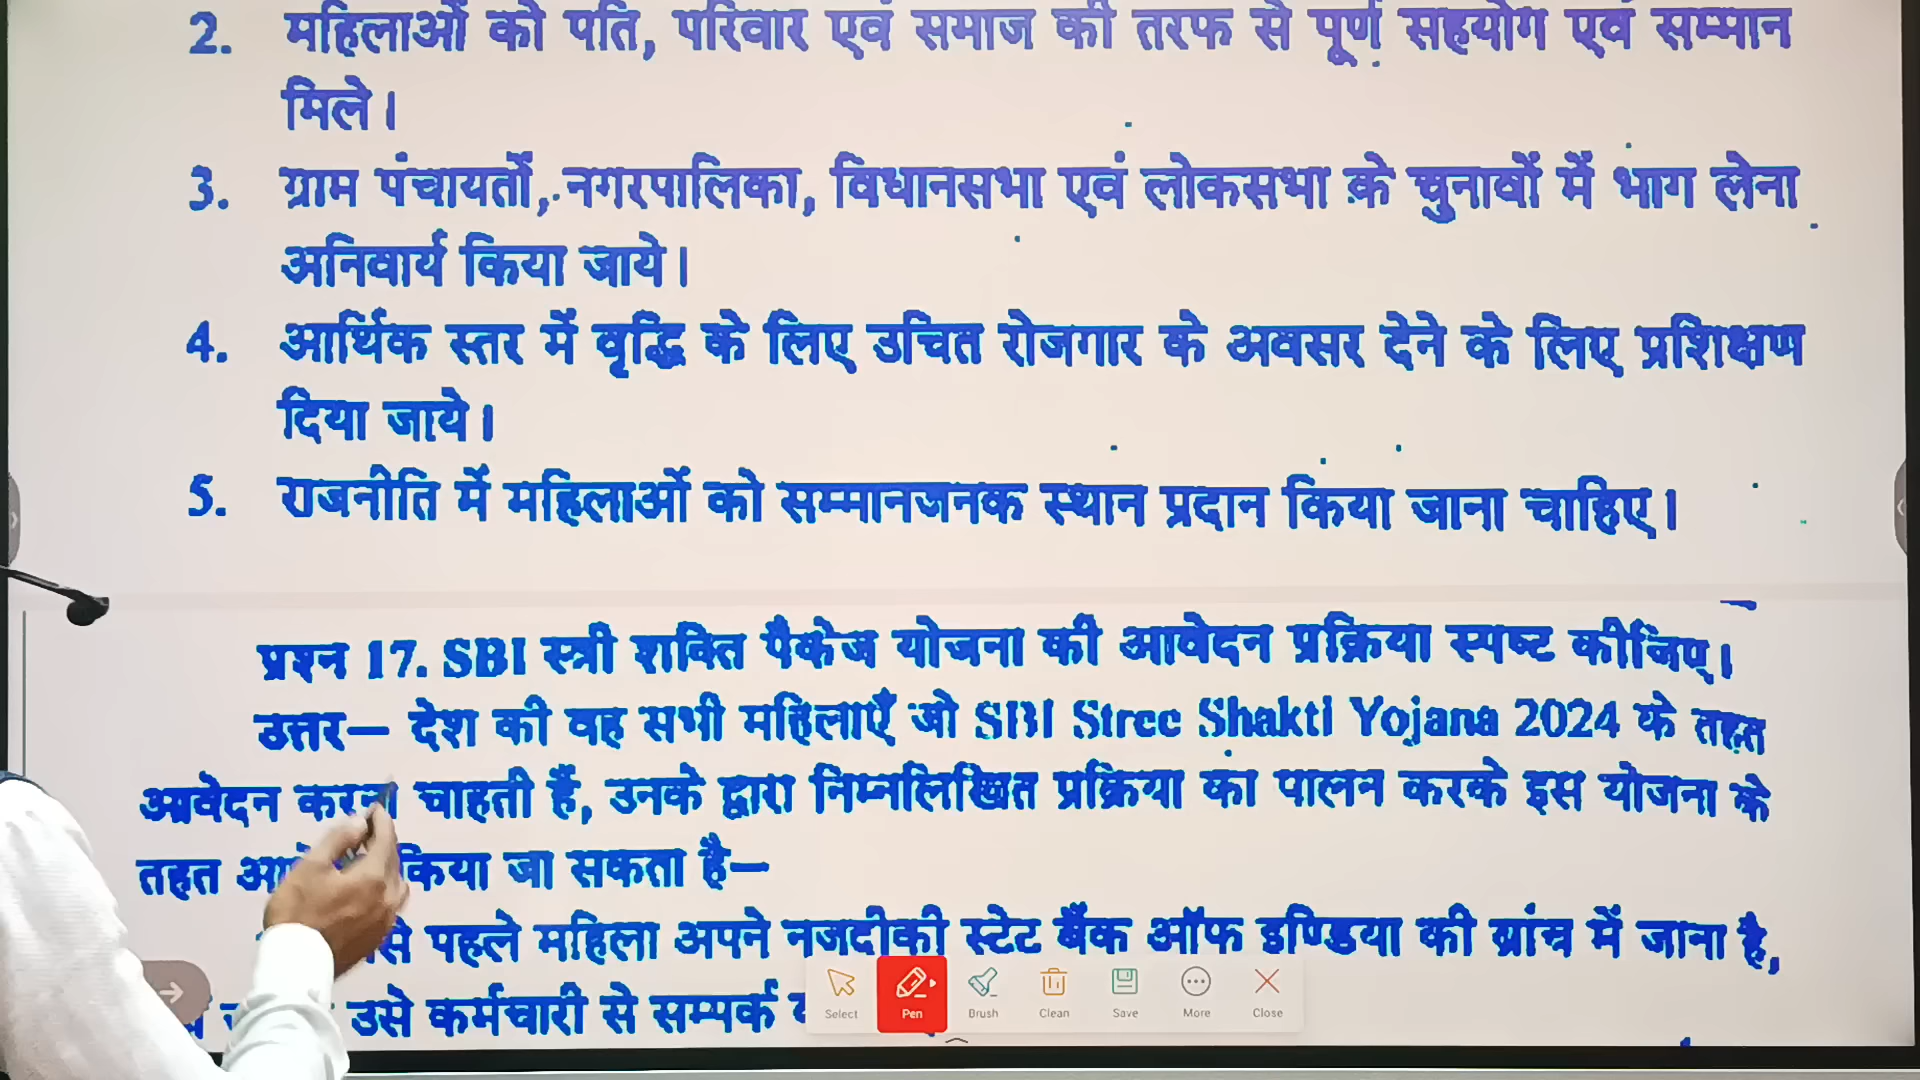 2. महिलाओं को पति, परिवार एवं समाज की तरफ से पूर्ण सहयोग एवं सम्मान
मिले।
3. ग्राम पंचायतों, नगरपालिका, विधानसभा एवं लोकसभा के चुनावों में भाग लेना
अनिवार्य किया जाये।
4. आर्थिक स्तर में वृद्धि के लिए उचित रोजगार के अवसर देने के लिए प्रशिक्षण
दिया जाये।
5. राजनीति में महिलाओं को सम्मानजनक स्थान प्रदान किया जाना चाहिए।
प्रश्न 17. SBI स्त्री शक्ति पैकेज योजना की आवेदन प्रक्रिया स्पष्ट कीजिए।
उत्तर— देश की वह सभी महिलाएँ जो SBI Stree Shakti Yojana 2024 के तहत
आवेदन करना चाहती हैं, उनके द्वारा निम्नलिखित प्रक्रिया का पालन करके इस योजना के
तहत किया जा सकता है—
से पहले महिला अपने नजदीकी स्टेट बैंक ऑफ इण्डिया की ब्रांच में जाना है,
उसे कर्मचारी से सम्पर्क
Select Pen Brush Clean Save More Close